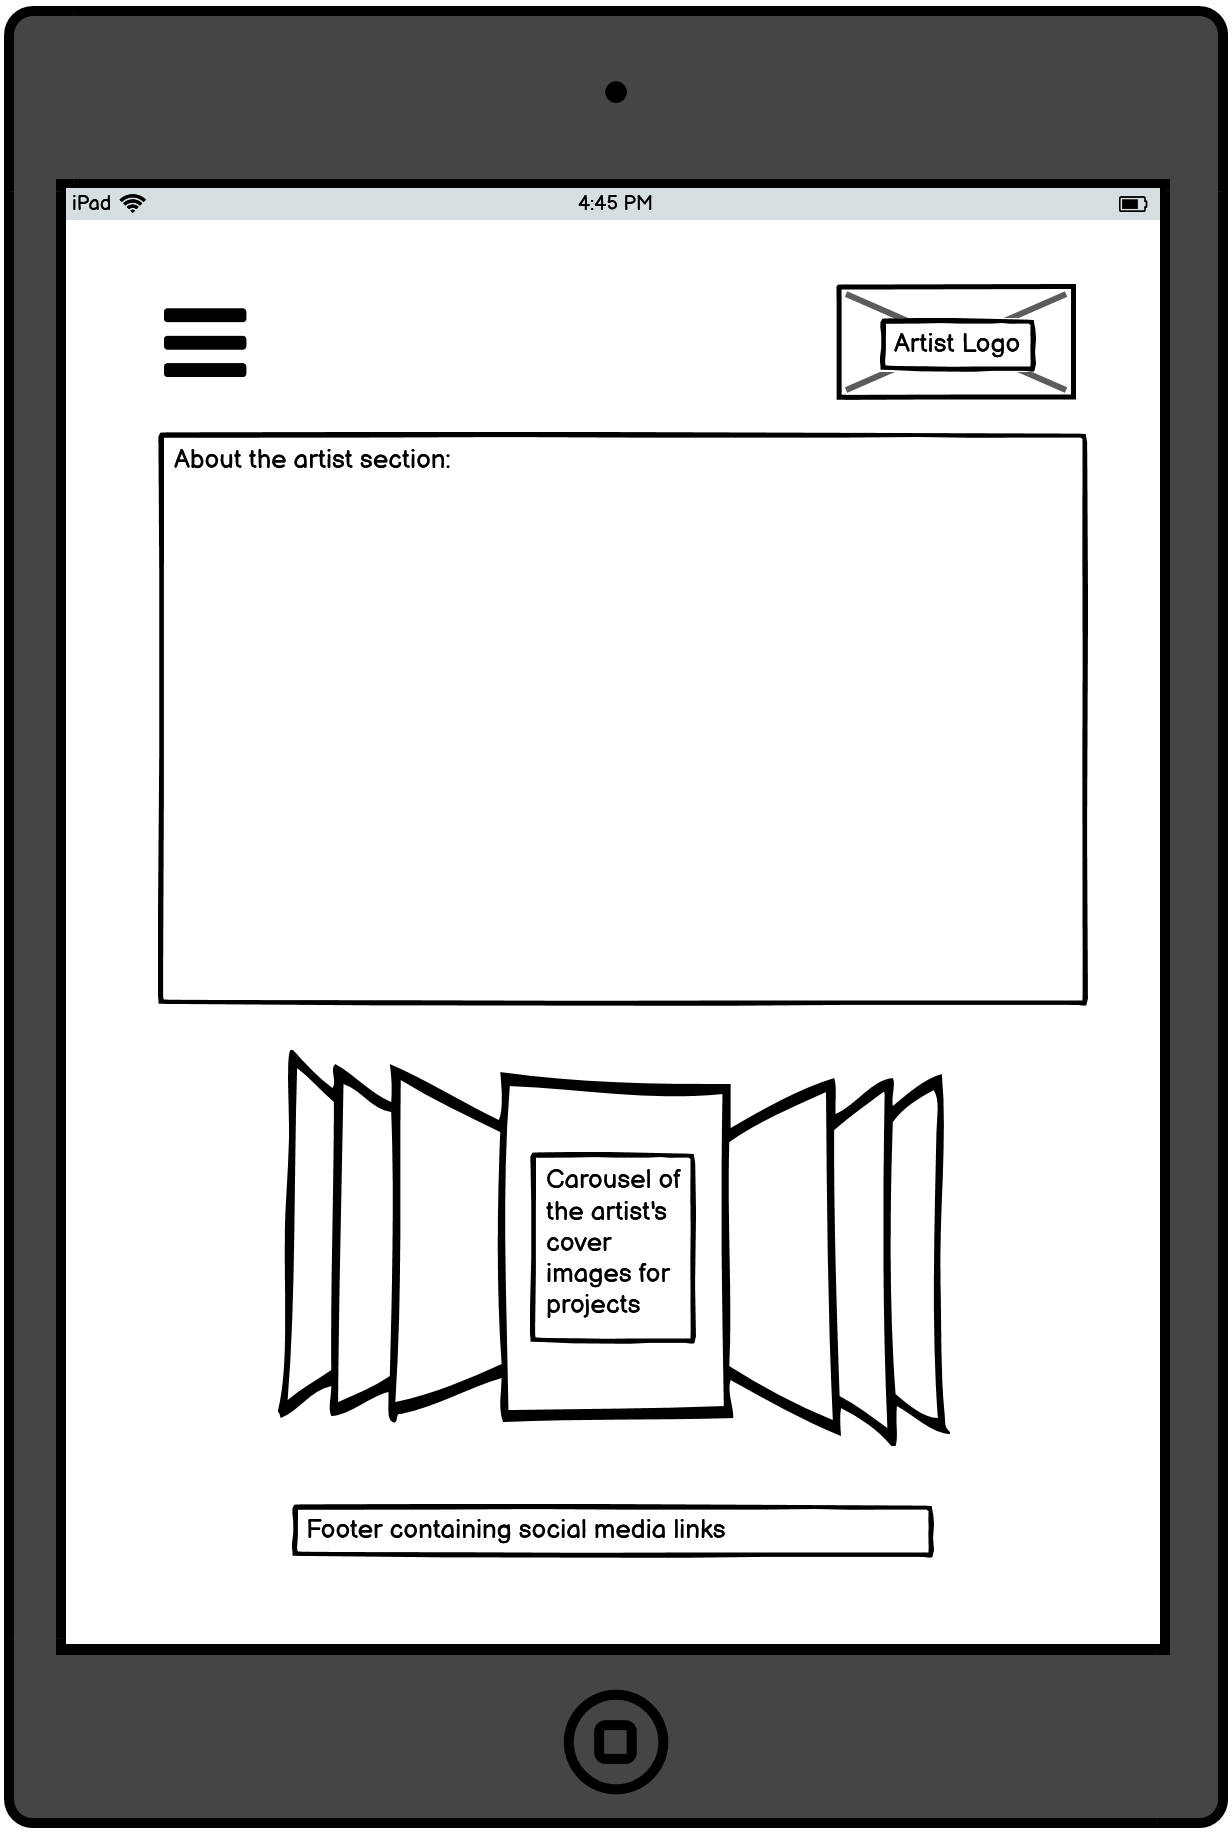 iPad
4:45 PM
Artist Logo
About the artist section:
Carousel of
the artist's
cover
images for
projects
Footer containing social media links